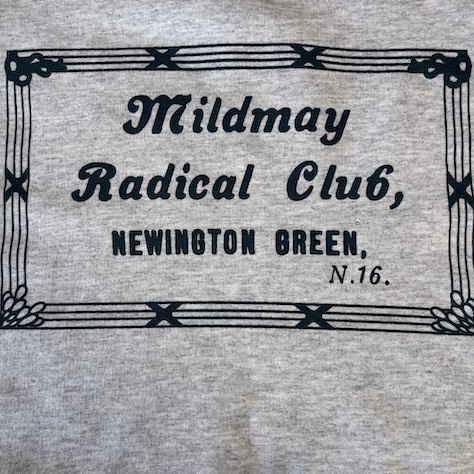 Mildmay
Radical Club,
NEWINGTON GREEN,
N.16.